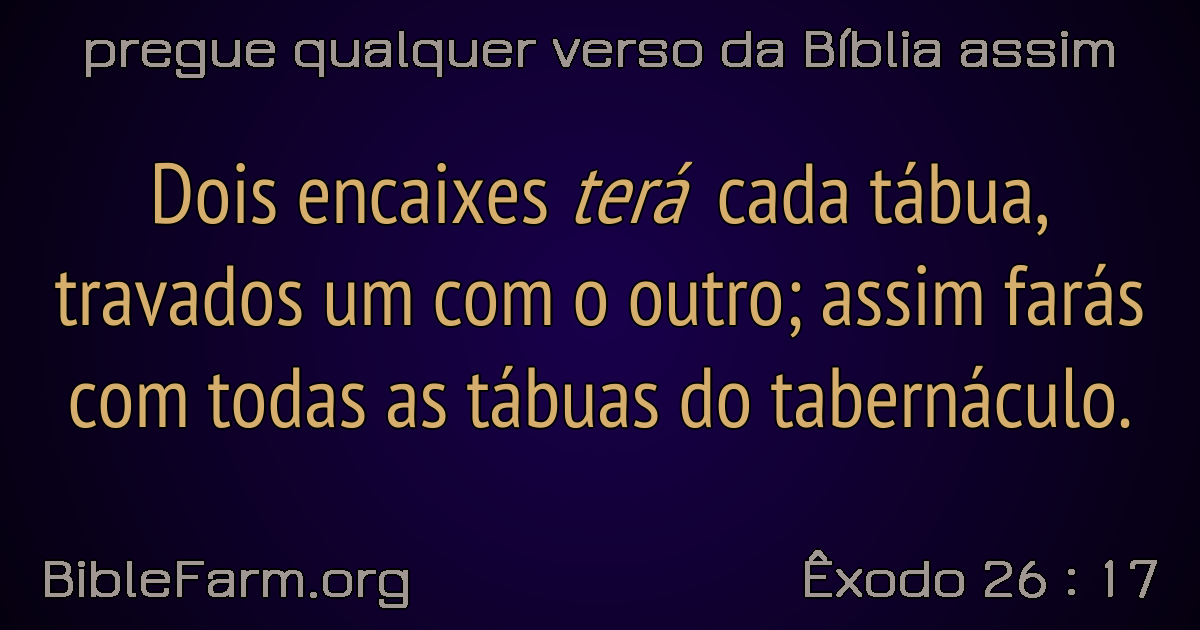 pregue qualquer verso da Bíblia assim
Dois encaixes terá cada tábua,
travados um com o outro; assim farás
com todas as tábuas do tabernáculo.
BibleFarm.org
Êxodo 26 : 17